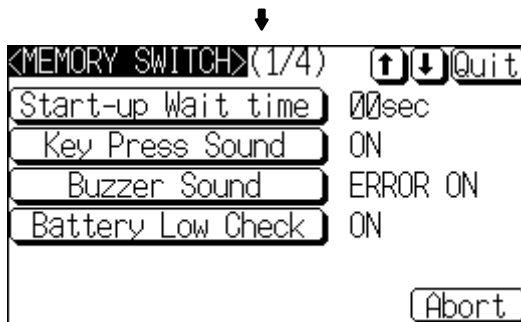 <MEMORY SWITCH>(1/4) ↑ ↓ Quit
Start-up Wait time 00sec
Key Press Sound ON
Buzzer Sound ERROR ON
Battery Low Check ON
Abort